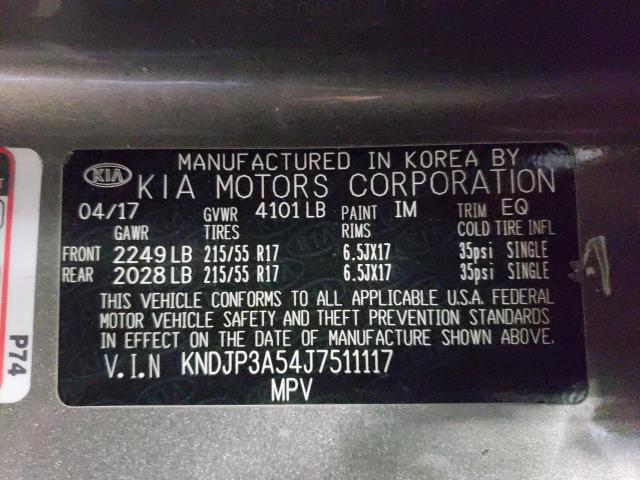 MANUFACTURED IN KOREA BY
KIA KIA MOTORS CORPORATION
04/17 GVWR 4101 LB PAINT IM TRIM EQ
GAWR TIRES RIMS COLD TIRE INFL
FRONT 2249 LB 215/55 R17 6.5JX17 35psi SINGLE
REAR 2028 LB 215/55 R17 6.5JX17 35psi SINGLE
THIS VEHICLE CONFORMS TO ALL APPLICABLE U.S.A. FEDERAL
MOTOR VEHICLE SAFETY AND THEFT PREVENTION STANDARDS
IN EFFECT ON THE DATE OF MANUFACTURE SHOWN ABOVE.
V.I.N KNDJP3A54J7511117
MPV
P74
A